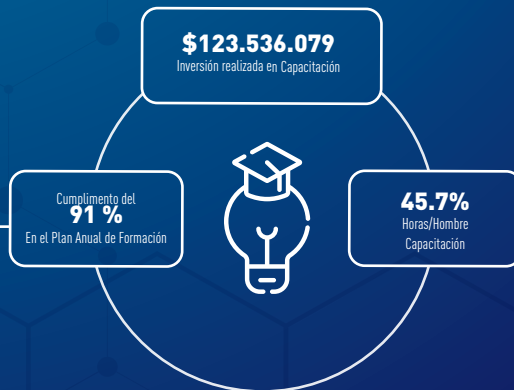 $123.536.079
Inversión realizada en Capacitación
Cumplimento del
91 %
En el Plan Anual de Formación
45.7%
Horas/Hombre
Capacitación